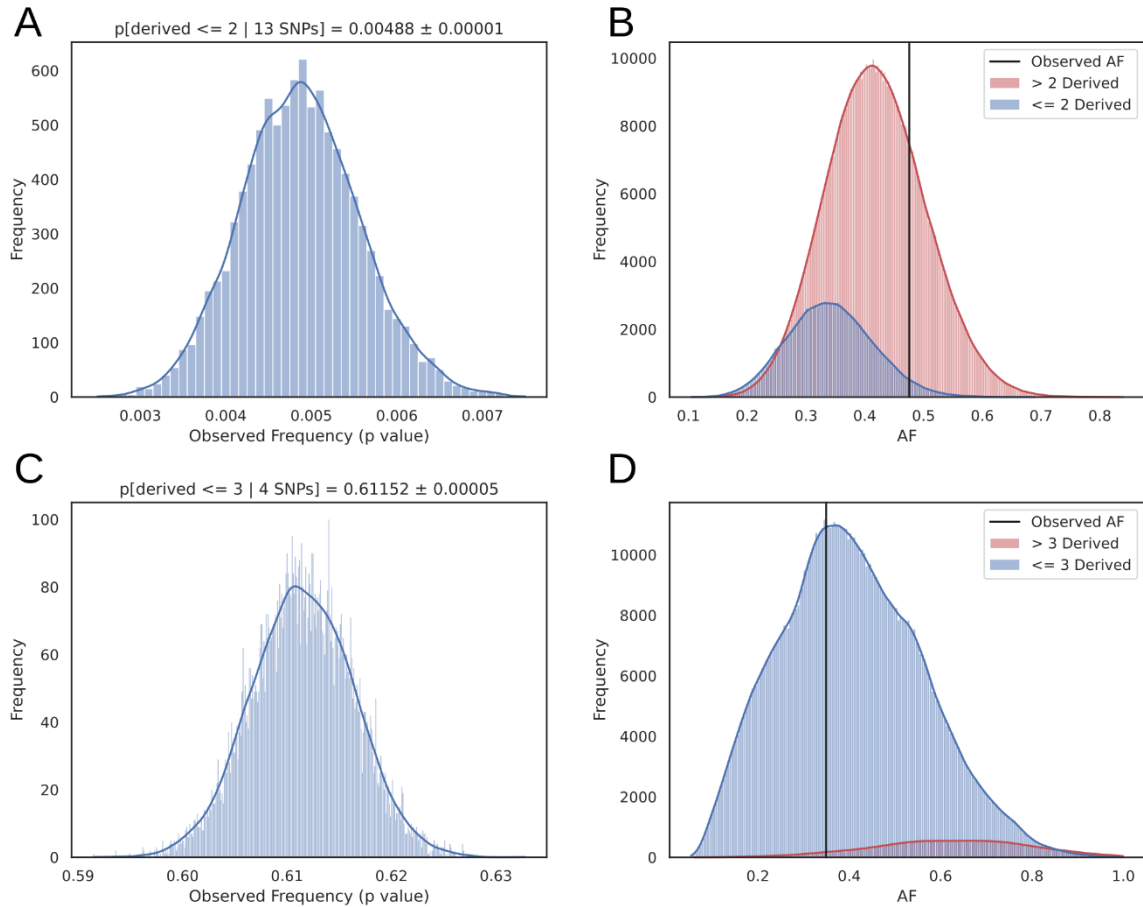 A
p[derived <= 2 | 13 SNPs] = 0.00488 ± 0.00001
600
500
400
300
200
100
0
Frequency
0.003 0.004 0.005 0.006 0.007
Observed Frequency (p value)
B
10000
8000
6000
4000
2000
0
Frequency
Observed AF
> 2 Derived
<= 2 Derived
0.1 0.2 0.3 0.4 0.5 0.6 0.7 0.8
AF
C
p[derived <= 3 | 4 SNPs] = 0.61152 ± 0.00005
100
80
60
40
20
0
Frequency
0.59 0.60 0.61 0.62 0.63
Observed Frequency (p value)
D
10000
8000
6000
4000
2000
0
Frequency
Observed AF
> 3 Derived
<= 3 Derived
0.2 0.4 0.6 0.8 1.0
AF